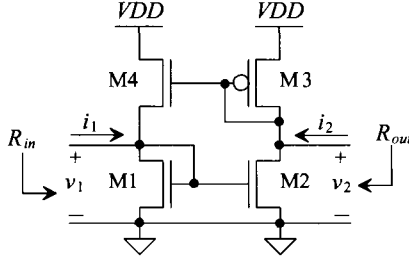 VDD VDD
M4 M3
i1 i2
Rin Rout
+ +
v1 M1 M2 v2
− −